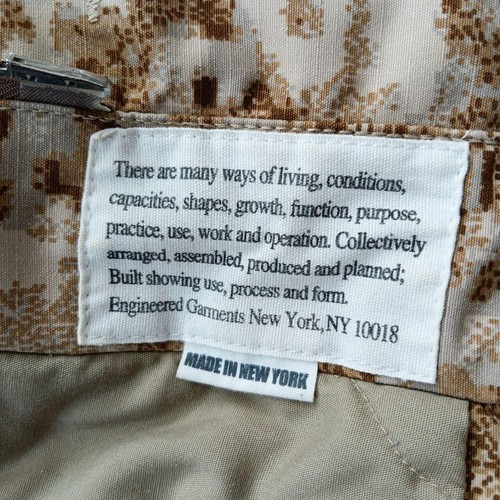 There are many ways of living, conditions,
capacities, shapes, growth, function, purpose,
practice, use, work and operation. Collectively
arranged, assembled, produced and planned;
Built showing use, process and form.
Engineered Garments New York, NY 10018
MADE IN NEW YORK